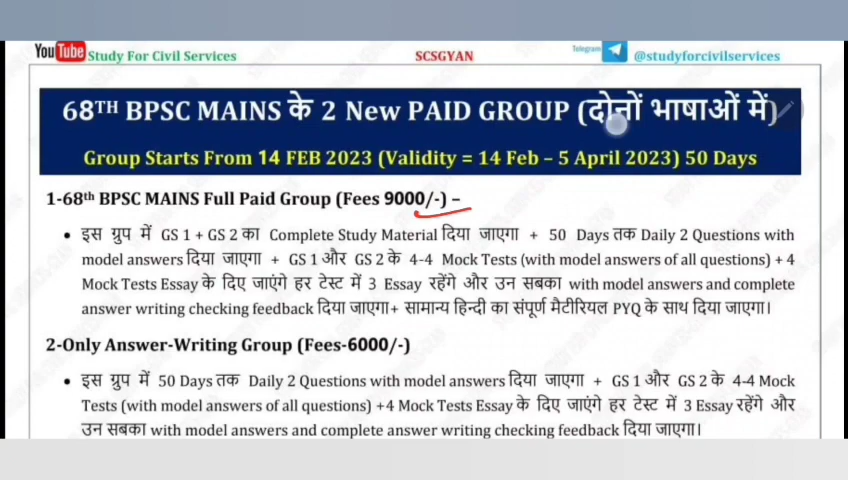 YouTube Study For Civil Services SCSGYAN Telegram @studyforcivilservices
68TH BPSC MAINS के 2 New PAID GROUP (दोनों भाषाओं में)
Group Starts From 14 FEB 2023 (Validity = 14 Feb – 5 April 2023) 50 Days
1-68th BPSC MAINS Full Paid Group (Fees 9000/-) –
• इस ग्रुप में GS 1 + GS 2 का Complete Study Material दिया जाएगा + 50 Days तक Daily 2 Questions with
model answers दिया जाएगा + GS 1 और GS 2 के 4-4 Mock Tests (with model answers of all questions) + 4
Mock Tests Essay के दिए जाएंगे हर टेस्ट में 3 Essay रहेंगे और उन सबका with model answers and complete
answer writing checking feedback दिया जाएगा+ सामान्य हिन्दी का संपूर्ण मैटीरियल PYQ के साथ दिया जाएगा।
2-Only Answer-Writing Group (Fees-6000/-)
• इस ग्रुप में 50 Days तक Daily 2 Questions with model answers दिया जाएगा + GS 1 और GS 2 के 4-4 Mock
Tests (with model answers of all questions) +4 Mock Tests Essay के दिए जाएंगे हर टेस्ट में 3 Essay रहेंगे और
उन सबका with model answers and complete answer writing checking feedback दिया जाएगा।